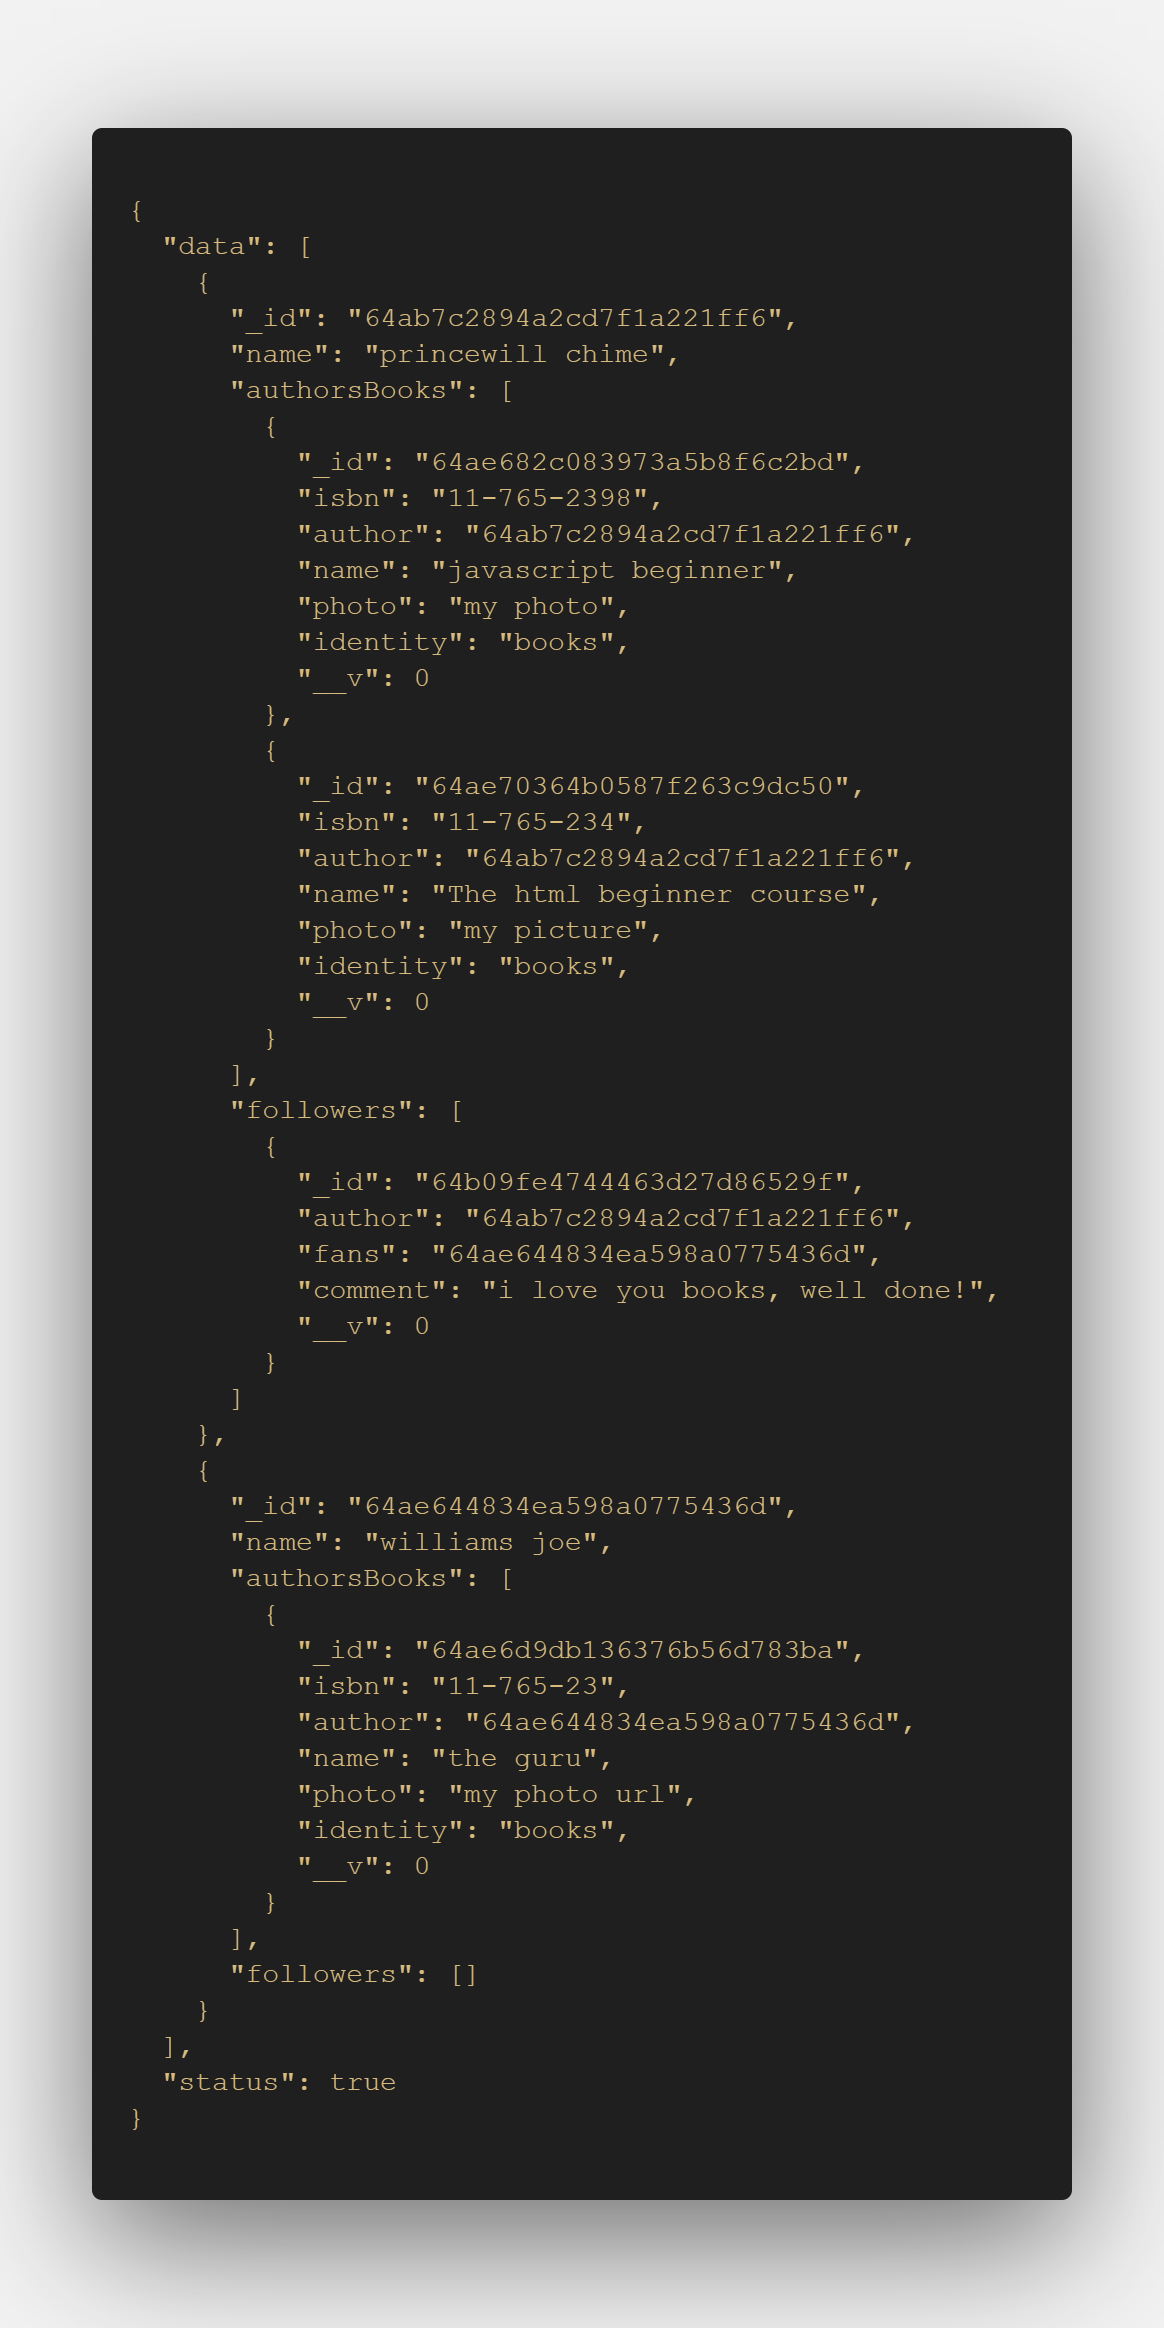 {
  "data": [
    {
      "_id": "64ab7c2894a2cd7f1a221ff6",
      "name": "princewill chime",
      "authorsBooks": [
        {
          "_id": "64ae682c083973a5b8f6c2bd",
          "isbn": "11-765-2398",
          "author": "64ab7c2894a2cd7f1a221ff6",
          "name": "javascript beginner",
          "photo": "my photo",
          "identity": "books",
          "__v": 0
        },
        {
          "_id": "64ae70364b0587f263c9dc50",
          "isbn": "11-765-234",
          "author": "64ab7c2894a2cd7f1a221ff6",
          "name": "The html beginner course",
          "photo": "my picture",
          "identity": "books",
          "__v": 0
        }
      ],
      "followers": [
        {
          "_id": "64b09fe4744463d27d86529f",
          "author": "64ab7c2894a2cd7f1a221ff6",
          "fans": "64ae644834ea598a0775436d",
          "comment": "i love you books, well done!",
          "__v": 0
        }
      ]
    },
    {
      "_id": "64ae644834ea598a0775436d",
      "name": "williams joe",
      "authorsBooks": [
        {
          "_id": "64ae6d9db136376b56d783ba",
          "isbn": "11-765-23",
          "author": "64ae644834ea598a0775436d",
          "name": "the guru",
          "photo": "my photo url",
          "identity": "books",
          "__v": 0
        }
      ],
      "followers": []
    }
  ],
  "status": true
}